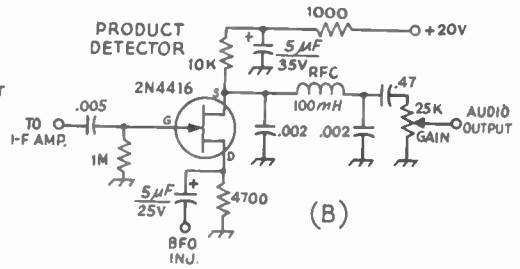 PRODUCT
DETECTOR
1000
+20V
+
5µF
35V
10K
RFC
100mH
2N4416
S
G
D
.47
.005
TO
I-F AMP.
1M
.002
.002
25K
GAIN
AUDIO
OUTPUT
5µF
25V
+
4700
BFO
INJ.
(B)